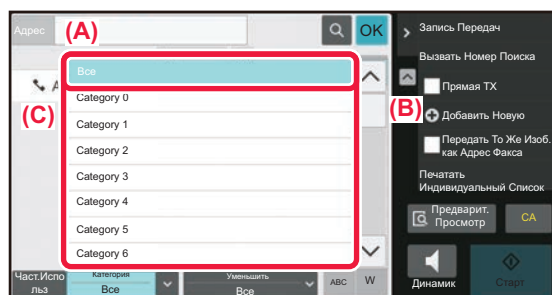 Адрес
(A)
OK
Все
A
(C)
Category 0
Category 1
Category 2
Category 3
Category 4
Category 5
Category 6
Част.Испо
льз
Категория
Все
Уменьшить
Все
ABC
W
Запись Передач
Вызвать Номер Поиска
Прямая TX
(B)
Добавить Новую
Передать То Же Изоб.
как Адрес Факса
Печатать
Индивидуальный Список
Предварит.
Просмотр
CA
Динамик
Старт